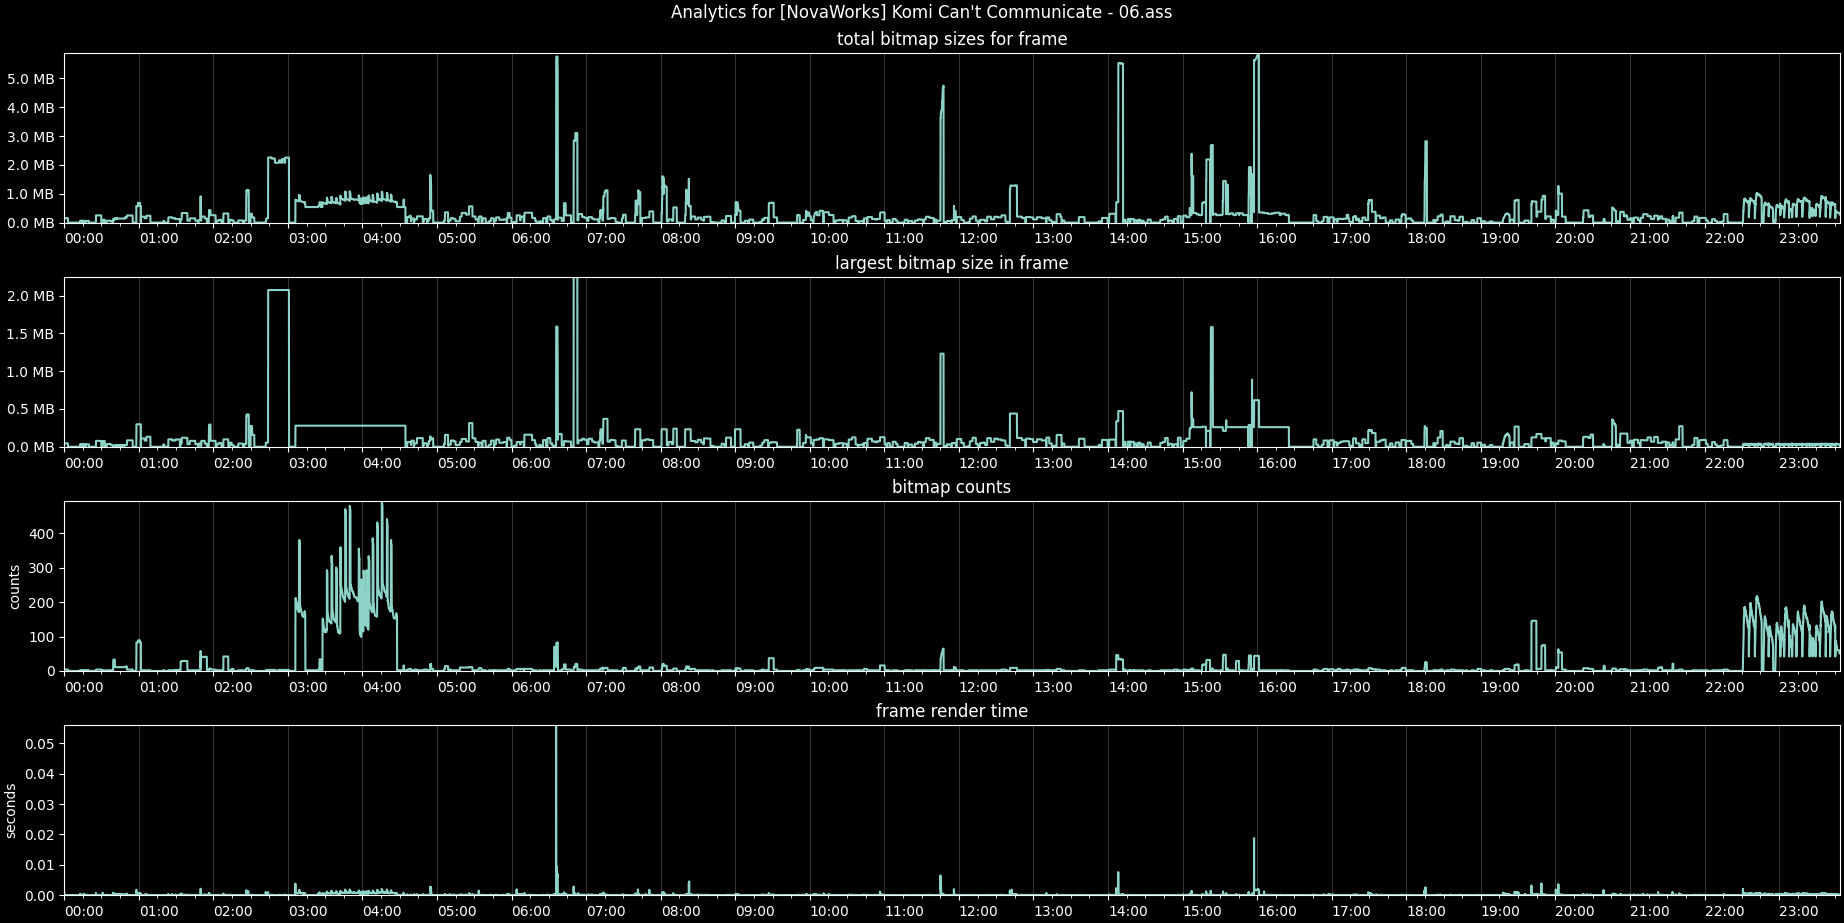 Analytics for [NovaWorks] Komi Can't Communicate - 06.ass
total bitmap sizes for frame
5.0 MB
4.0 MB
3.0 MB
2.0 MB
1.0 MB
0.0 MB
00:00 01:00 02:00 03:00 04:00 05:00 06:00 07:00 08:00 09:00 10:00 11:00 12:00 13:00 14:00 15:00 16:00 17:00 18:00 19:00 20:00 21:00 22:00 23:00
largest bitmap size in frame
2.0 MB
1.5 MB
1.0 MB
0.5 MB
0.0 MB
00:00 01:00 02:00 03:00 04:00 05:00 06:00 07:00 08:00 09:00 10:00 11:00 12:00 13:00 14:00 15:00 16:00 17:00 18:00 19:00 20:00 21:00 22:00 23:00
bitmap counts
counts
400
300
200
100
0
00:00 01:00 02:00 03:00 04:00 05:00 06:00 07:00 08:00 09:00 10:00 11:00 12:00 13:00 14:00 15:00 16:00 17:00 18:00 19:00 20:00 21:00 22:00 23:00
frame render time
seconds
0.05
0.04
0.03
0.02
0.01
0.00
00:00 01:00 02:00 03:00 04:00 05:00 06:00 07:00 08:00 09:00 10:00 11:00 12:00 13:00 14:00 15:00 16:00 17:00 18:00 19:00 20:00 21:00 22:00 23:00